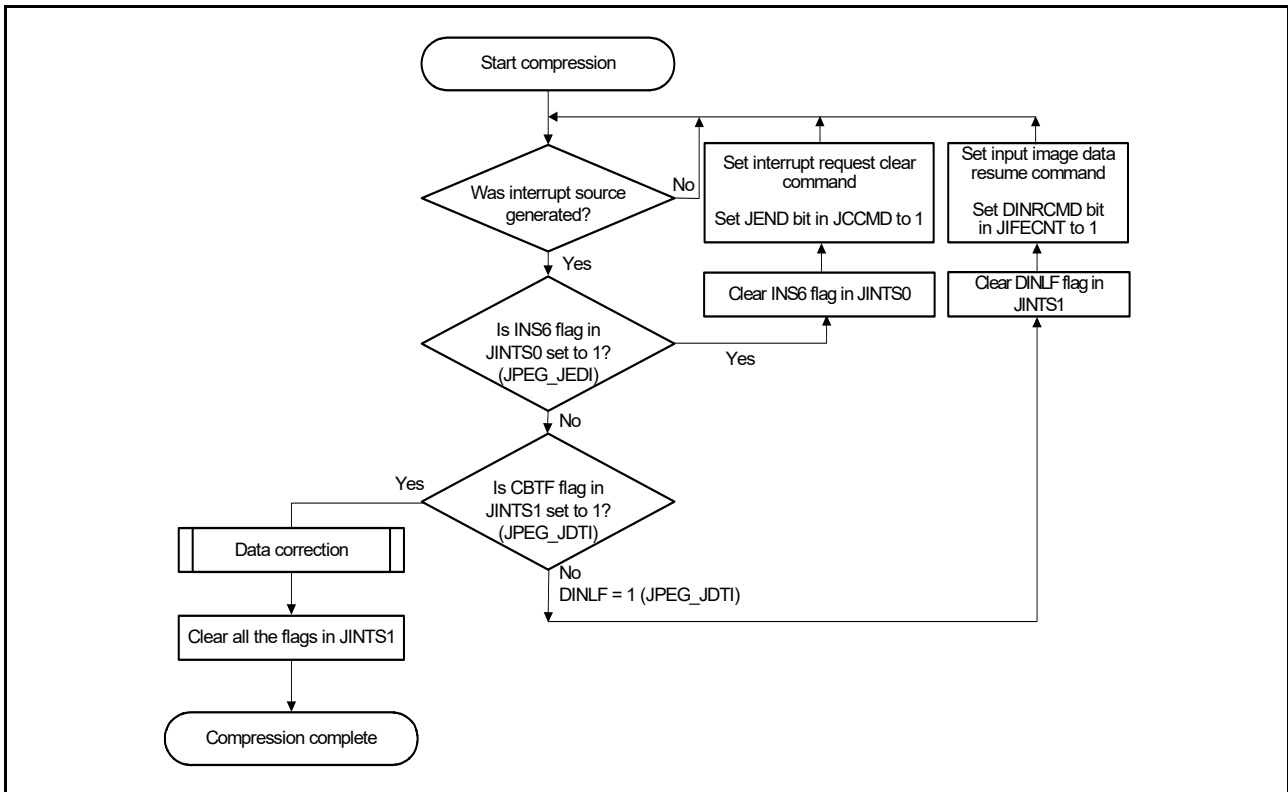 Start compression
Was interrupt source
generated?
No
Set interrupt request clear
command
Set JEND bit in JCCMD to 1
Set input image data
resume command
Set DINRCMD bit
in JIFECNT to 1
Yes
Clear INS6 flag in JINTS0
Clear DINLF flag in
JINTS1
Is INS6 flag in
JINTS0 set to 1?
(JPEG_JEDI)
Yes
No
Yes
Is CBTF flag in
JINTS1 set to 1?
(JPEG_JDTI)
Data correction
No
DINLF = 1 (JPEG_JDTI)
Clear all the flags in JINTS1
Compression complete